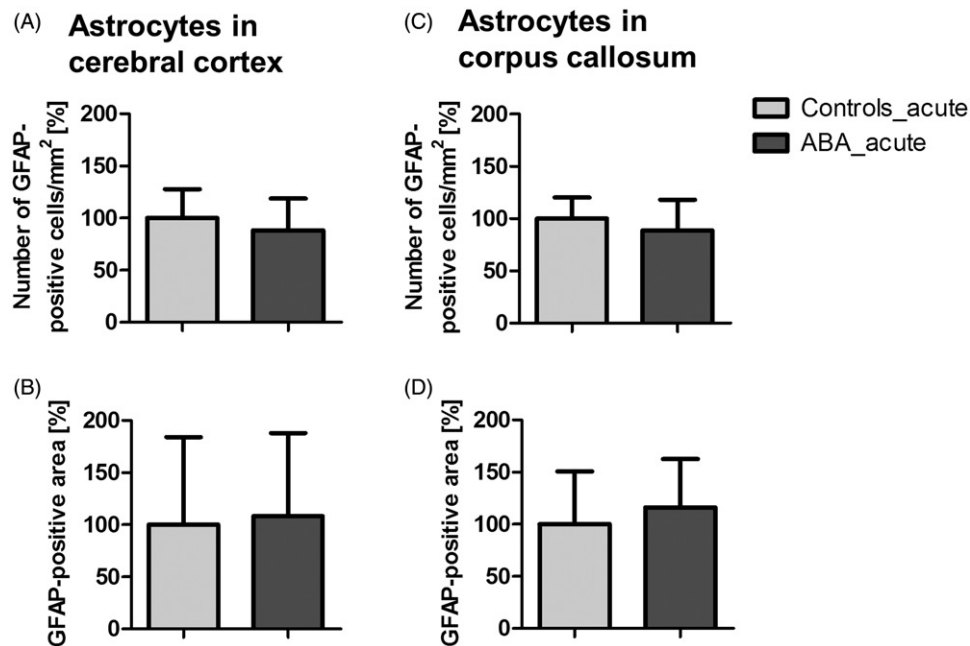 (A)
Astrocytes in
cerebral cortex
Number of GFAP-
positive cells/mm² [%]
200
150
100
50
0
(C)
Astrocytes in
corpus callosum
Number of GFAP-
positive cells/mm² [%]
200
150
100
50
0
Controls_acute
ABA_acute
(B)
GFAP-positive area [%]
200
150
100
50
0
(D)
GFAP-positive area [%]
200
150
100
50
0